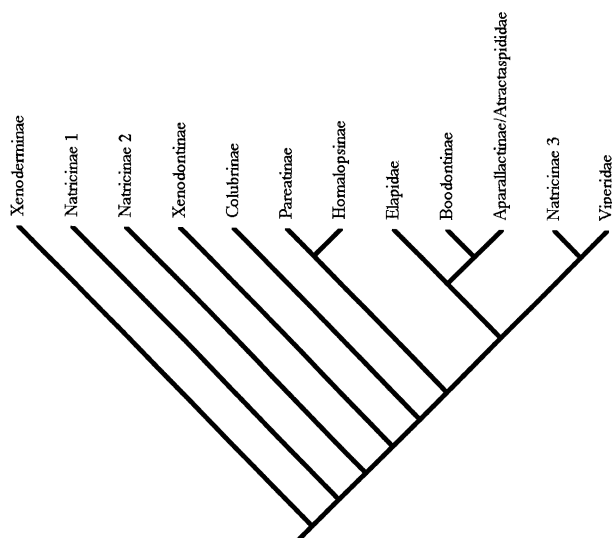 Xenoderminae
Natricinae 1
Natricinae 2
Xenodontinae
Colubrinae
Pareatinae
Homalopsinae
Elapidae
Boodontinae
Aparallactinae/Atractaspididae
Natricinae 3
Viperidae